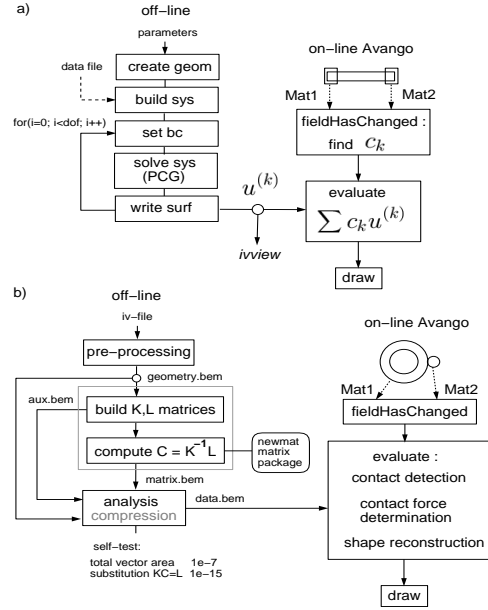 a)
off-line
parameters
create geom
data file
build sys
for(i=0; i<dof; i++)
set bc
solve sys
(PCG)
write surf
u^(k)
ivview
on-line Avango
Mat1
Mat2
fieldHasChanged :
find c_k
evaluate
∑ c_k u^(k)
draw
b)
off-line
iv-file
pre-processing
geometry.bem
aux.bem
build K,L matrices
compute C = K^-1 L
newmat
matrix
package
matrix.bem
analysis
compression
data.bem
self-test:
total vector area 1e-7
substitution KC=L 1e-15
on-line Avango
Mat1
Mat2
fieldHasChanged
evaluate :
contact detection
contact force
determination
shape reconstruction
draw